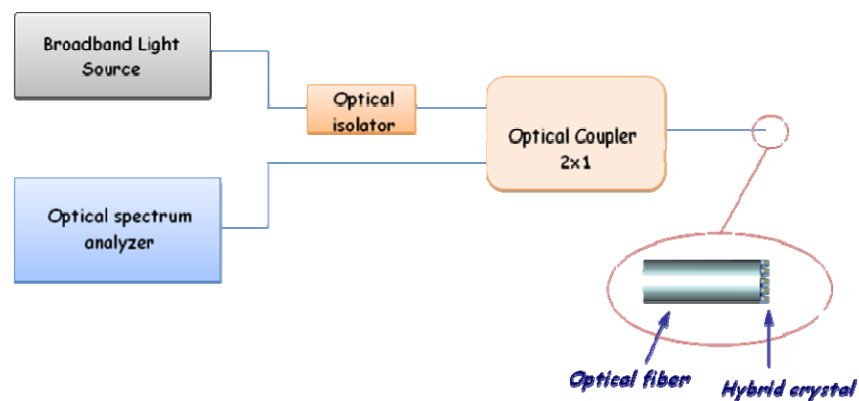 Broadband Light
Source
Optical
isolator
Optical Coupler
2x1
Optical spectrum
analyzer
Optical fiber
Hybrid crystal